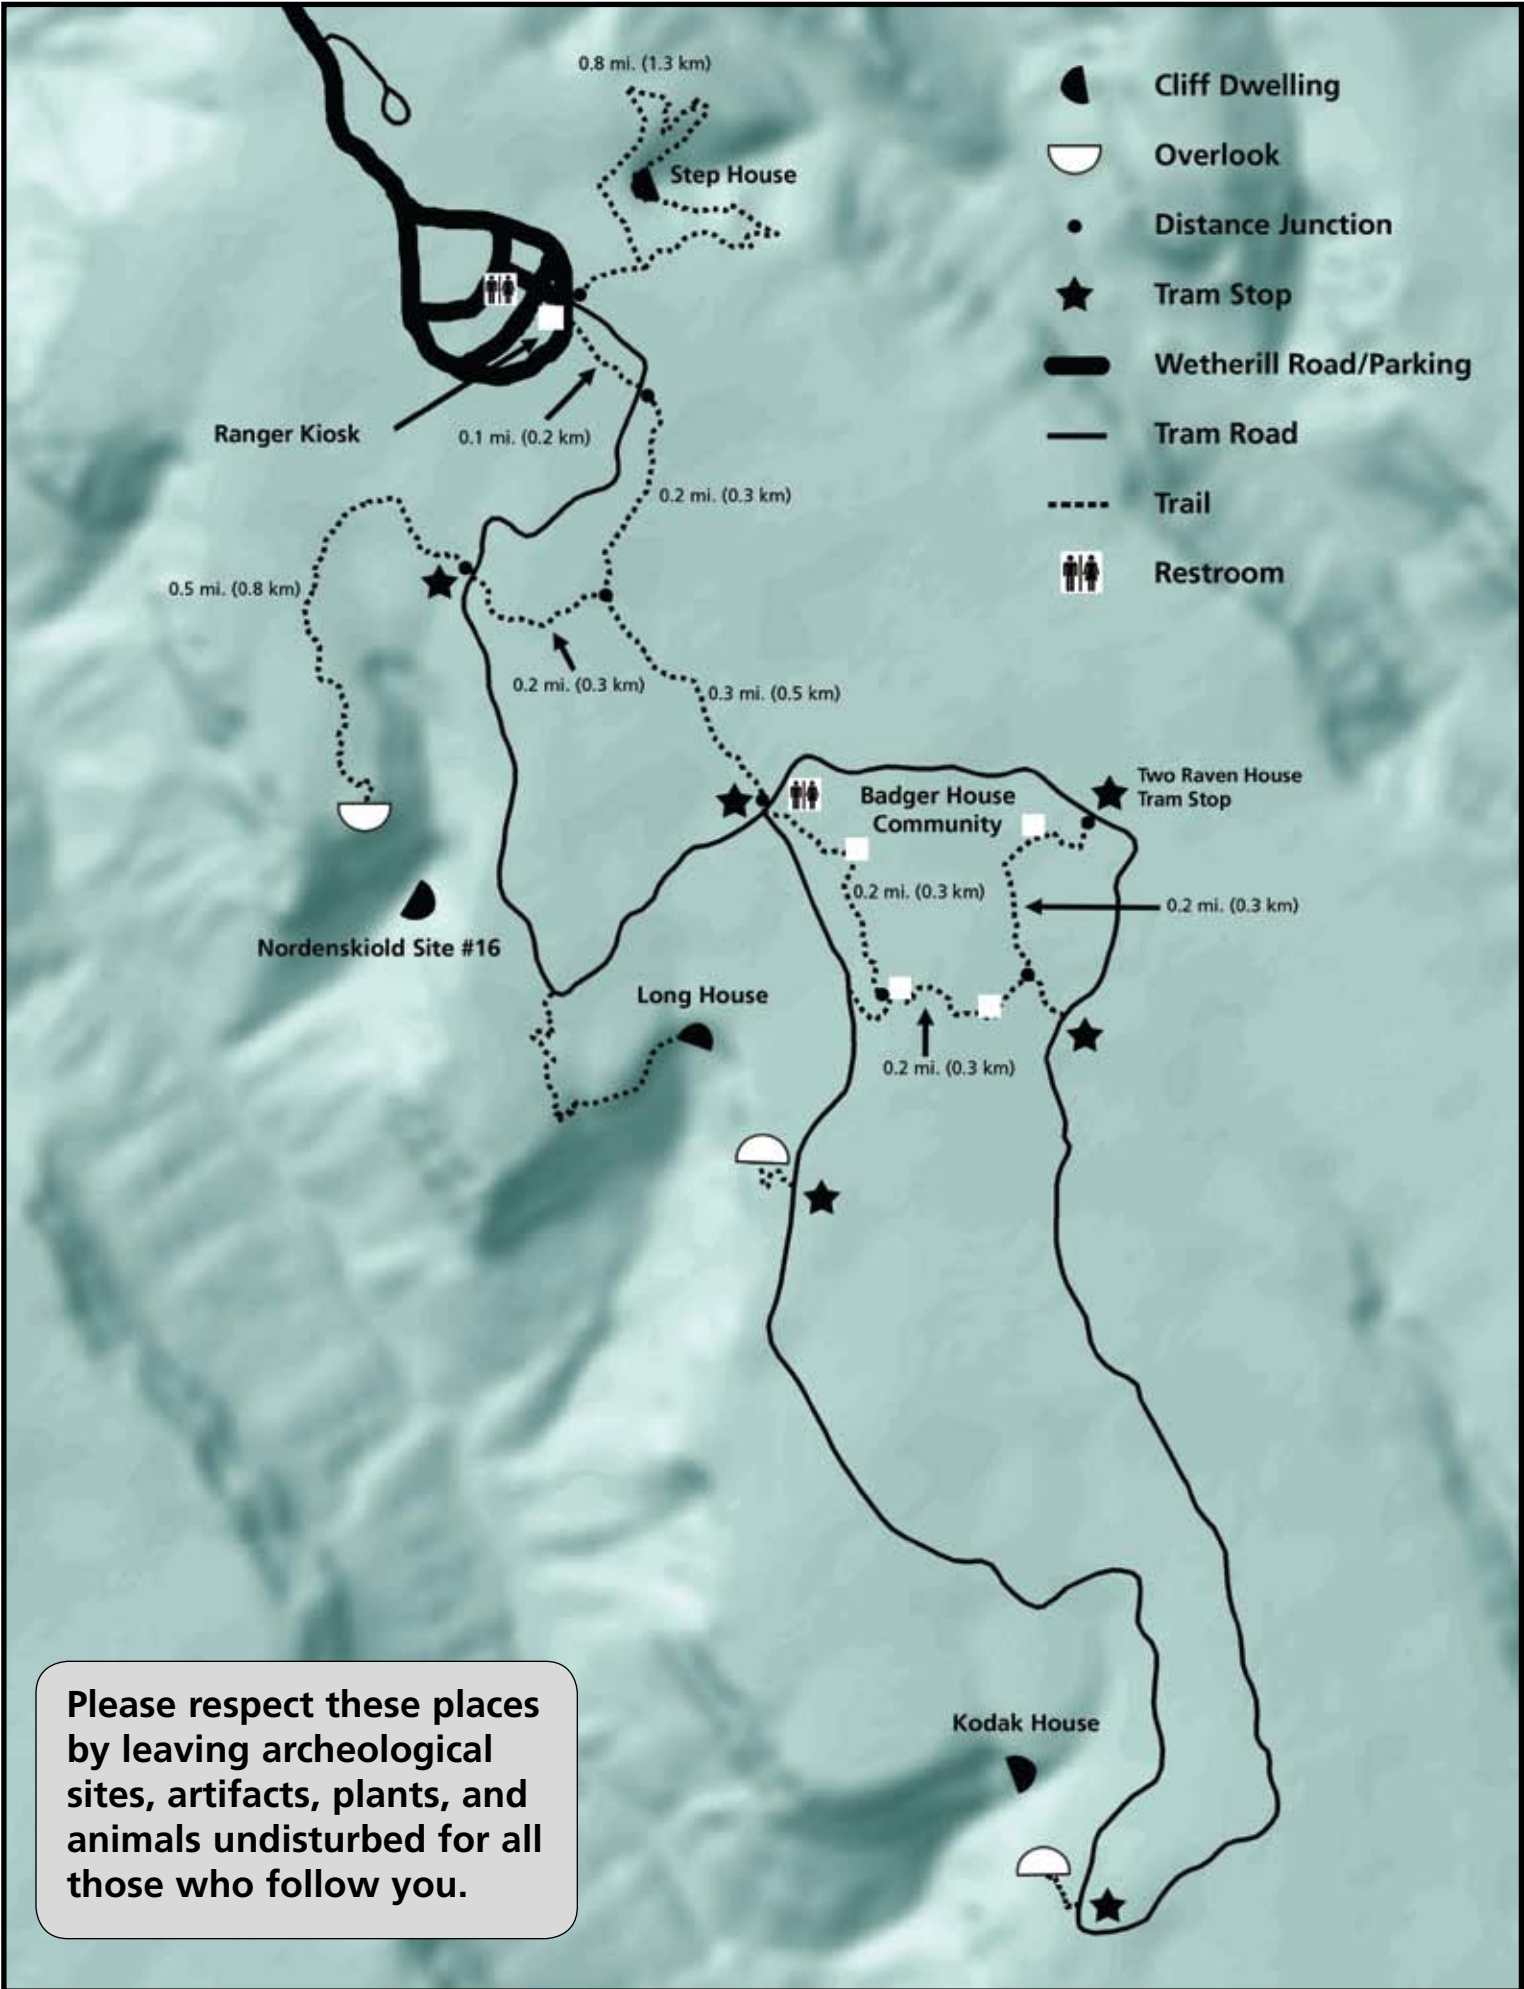 0.8 mi. (1.3 km)
Cliff Dwelling
Overlook
Step House
Distance Junction
Tram Stop
Wetherill Road/Parking
Ranger Kiosk
0.1 mi. (0.2 km)
Tram Road
0.2 mi. (0.3 km)
Trail
0.5 mi. (0.8 km)
Restroom
0.2 mi. (0.3 km)
0.3 mi. (0.5 km)
Two Raven House
Tram Stop
Badger House
Community
0.2 mi. (0.3 km)
0.2 mi. (0.3 km)
Nordenskiold Site #16
Long House
0.2 mi. (0.3 km)
Kodak House
Please respect these places
by leaving archeological
sites, artifacts, plants, and
animals undisturbed for all
those who follow you.